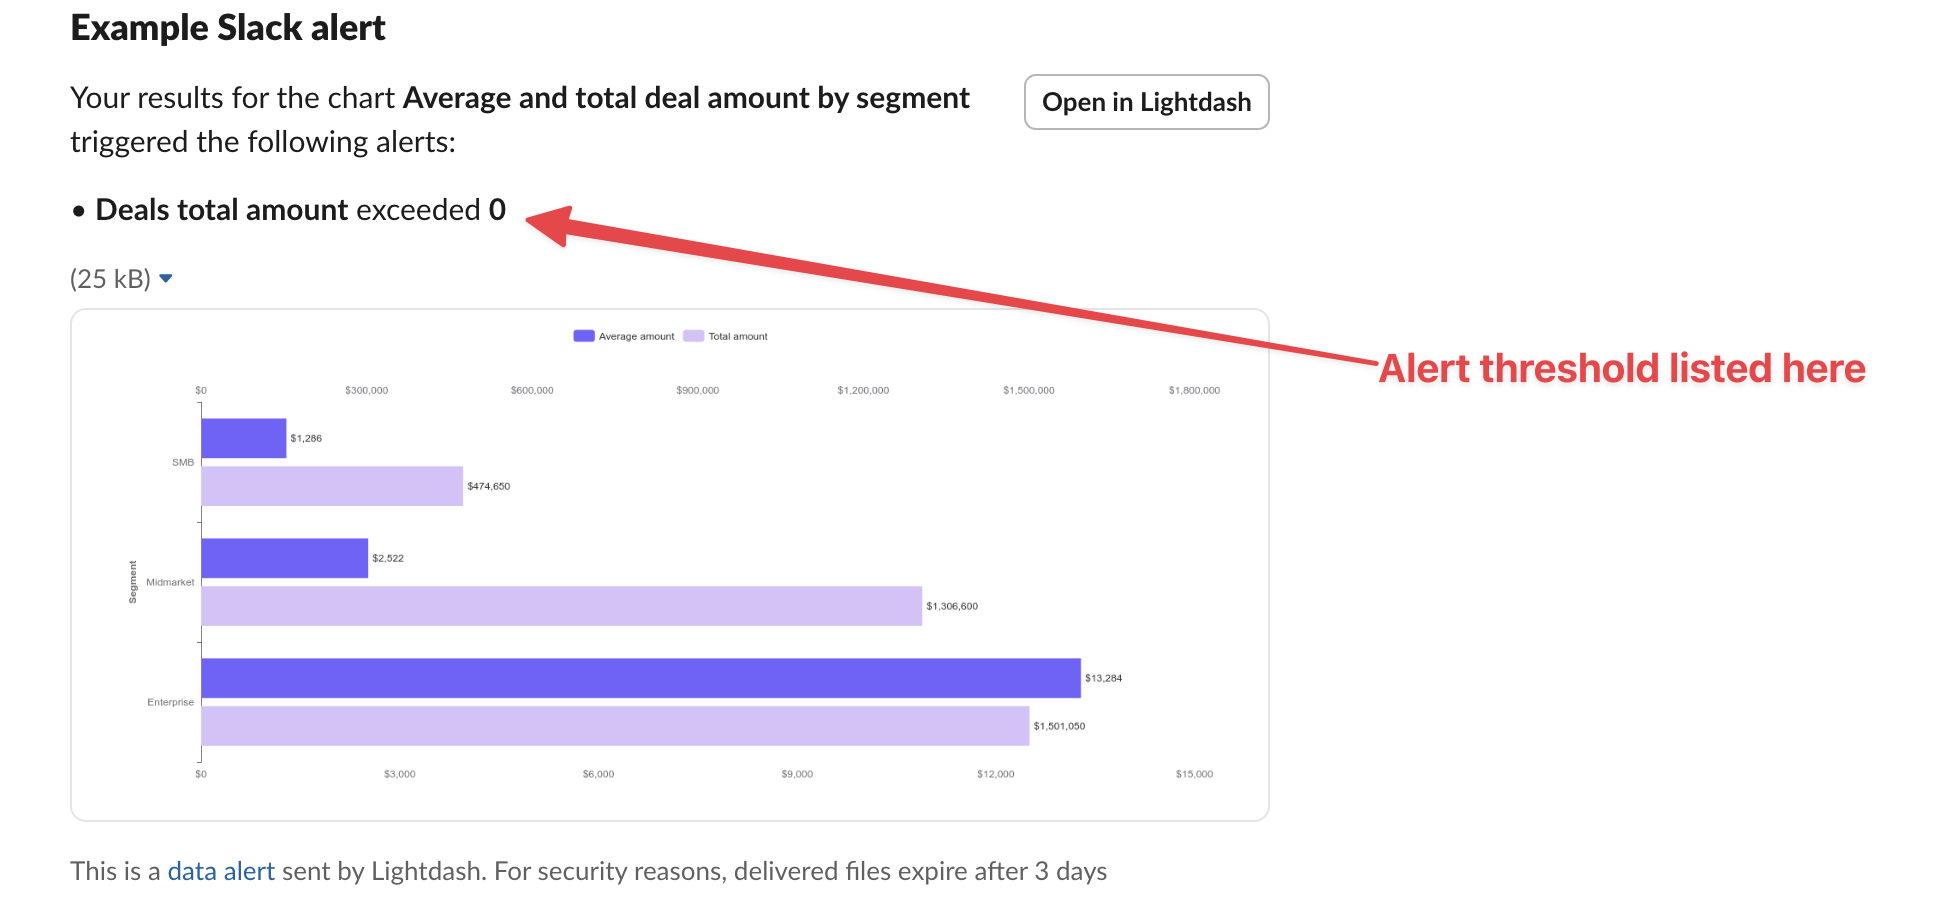 Example Slack alert
Your results for the chart Average and total deal amount by segment
Open in Lightdash
triggered the following alerts:
• Deals total amount exceeded 0
(25 kB)
Average amount
Total amount
Alert threshold listed here
$0 $300,000 $600,000 $900,000 $1,200,000 $1,500,000 $1,800,000
$1,286
SMB
$474,650
$2,522
Segment
Midmarket
$1,306,600
$13,284
Enterprise
$1,501,050
$0 $3,000 $6,000 $9,000 $12,000 $15,000
This is a data alert sent by Lightdash. For security reasons, delivered files expire after 3 days